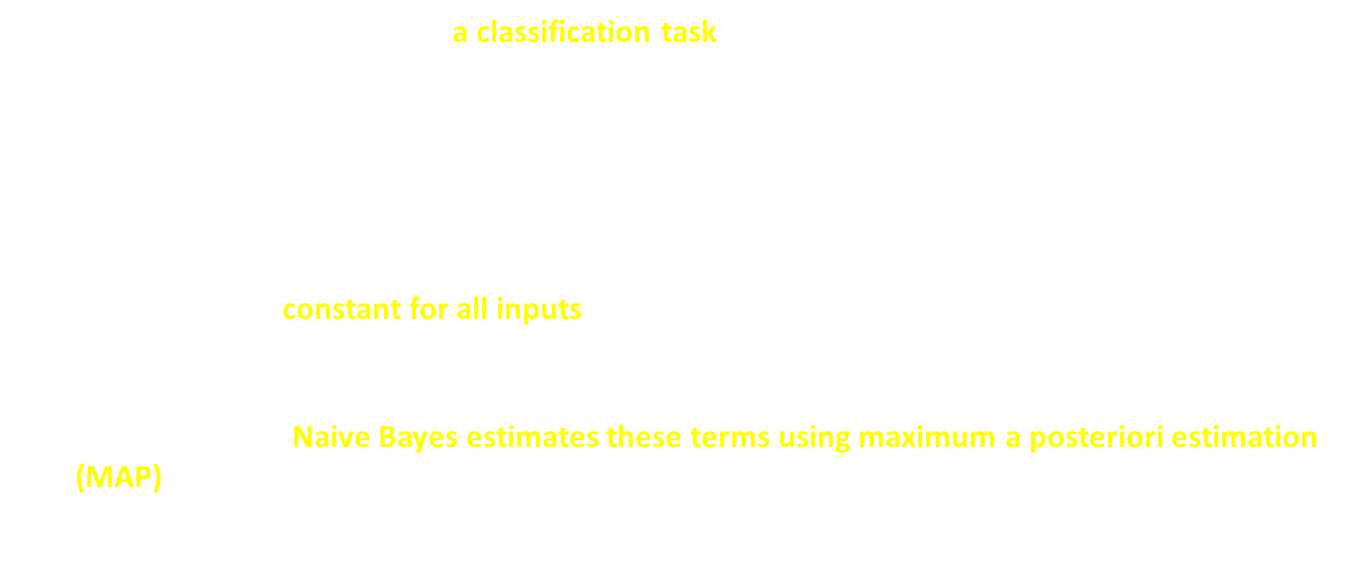 a classification task
constant for all inputs
Naive Bayes estimates these terms using maximum a posteriori estimation
(MAP)